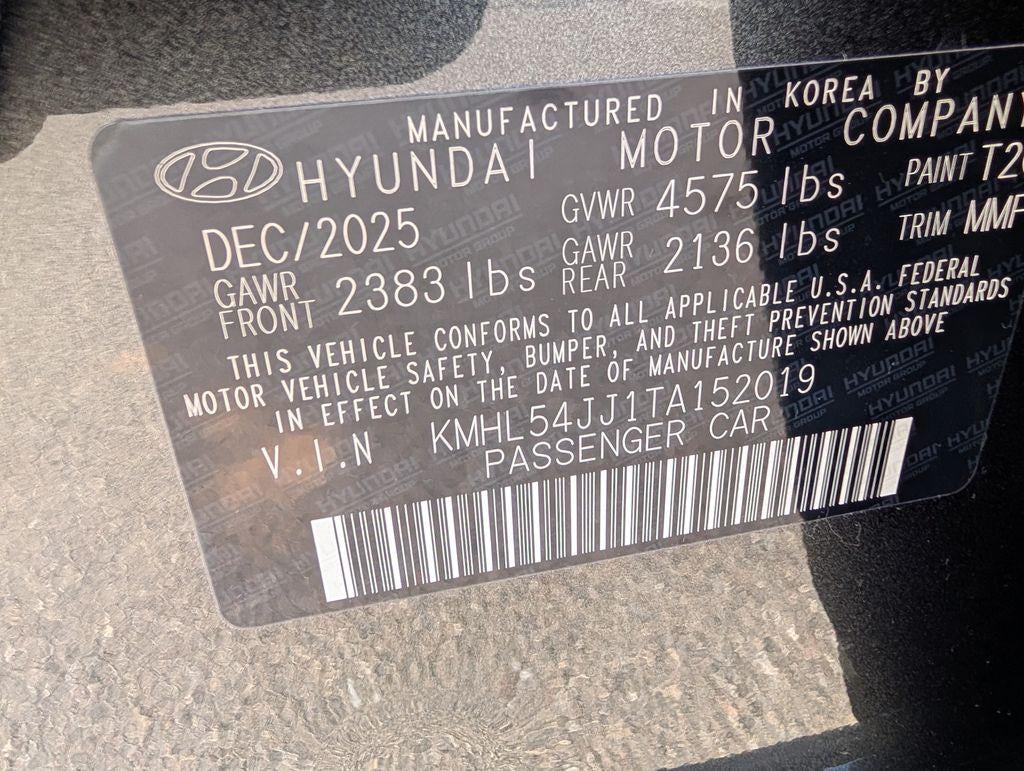 MANUFACTURED IN KOREA BY
HYUNDAI MOTOR COMPANY
DEC/2025 GVWR 4575 lbs PAINT
GAWR FRONT 2383 lbs GAWR REAR 2136 lbs TRIM
THIS VEHICLE CONFORMS TO ALL APPLICABLE U.S.A. FEDERAL
MOTOR VEHICLE SAFETY, BUMPER, AND THEFT PREVENTION STANDARDS
IN EFFECT ON THE DATE OF MANUFACTURE SHOWN ABOVE
V.I.N KMHL54JJ1TA152019
PASSENGER CAR